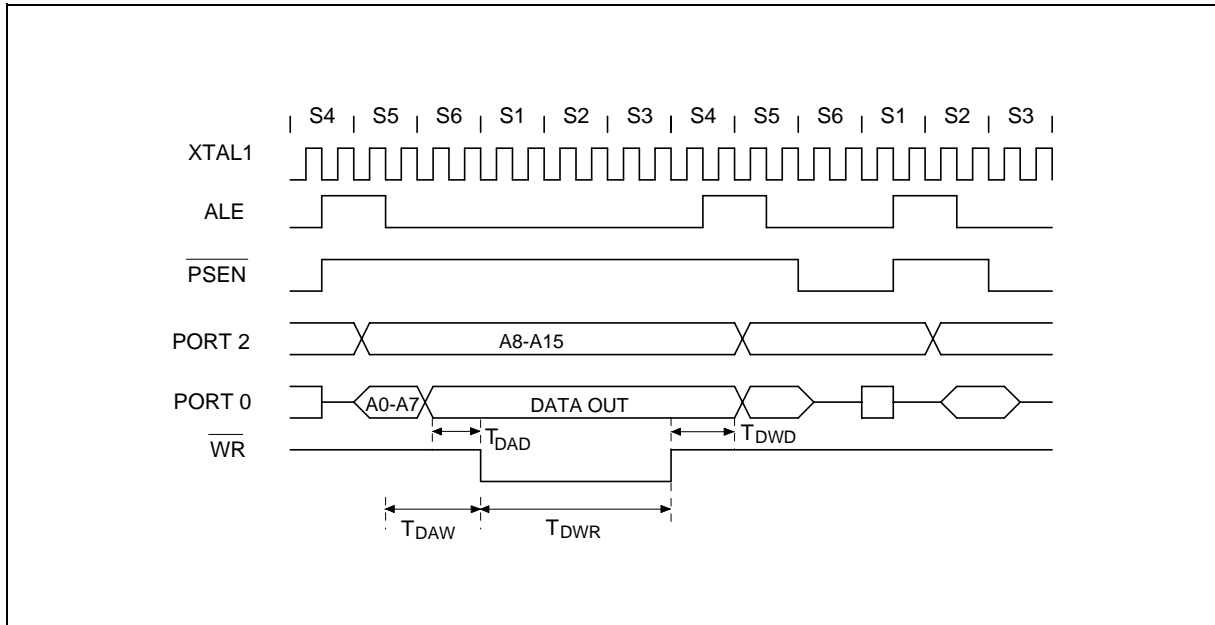 S4 S5 S6 S1 S2 S3 S4 S5 S6 S1 S2 S3
XTAL1
ALE
PSEN
PORT 2 A8-A15
PORT 0 A0-A7 DATA OUT
TDAD TDWD
WR
TDAW TDWR